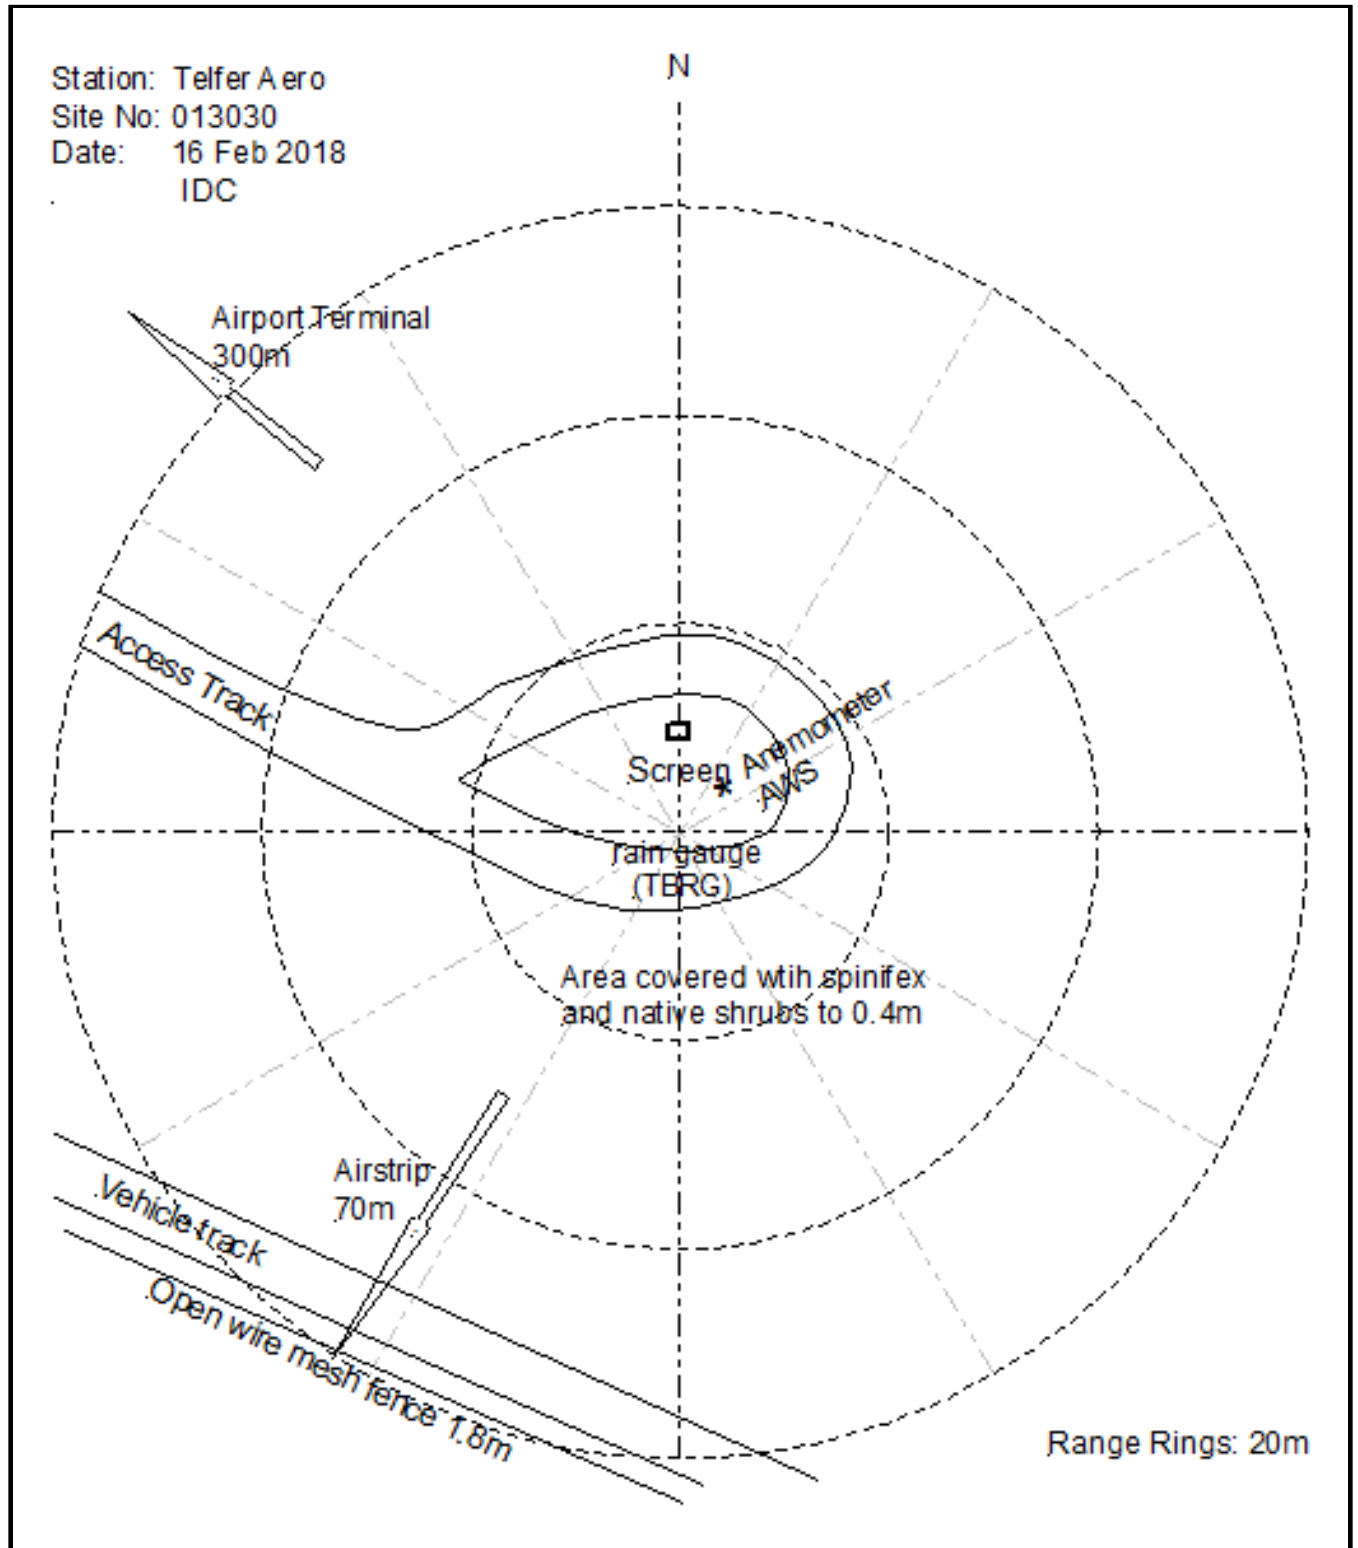 Station: Telfer Aero
Site No: 013030
Date: 16 Feb 2018
IDC
N
Airport Terminal
300m
Access Track
Anemometer
AWS
Screen
rain gauge
(TBRG)
Area covered wtih spinifex
and native shrubs to 0.4m
Airstrip
70m
Vehicle track
Open wire mesh fence 1.8m
Range Rings: 20m